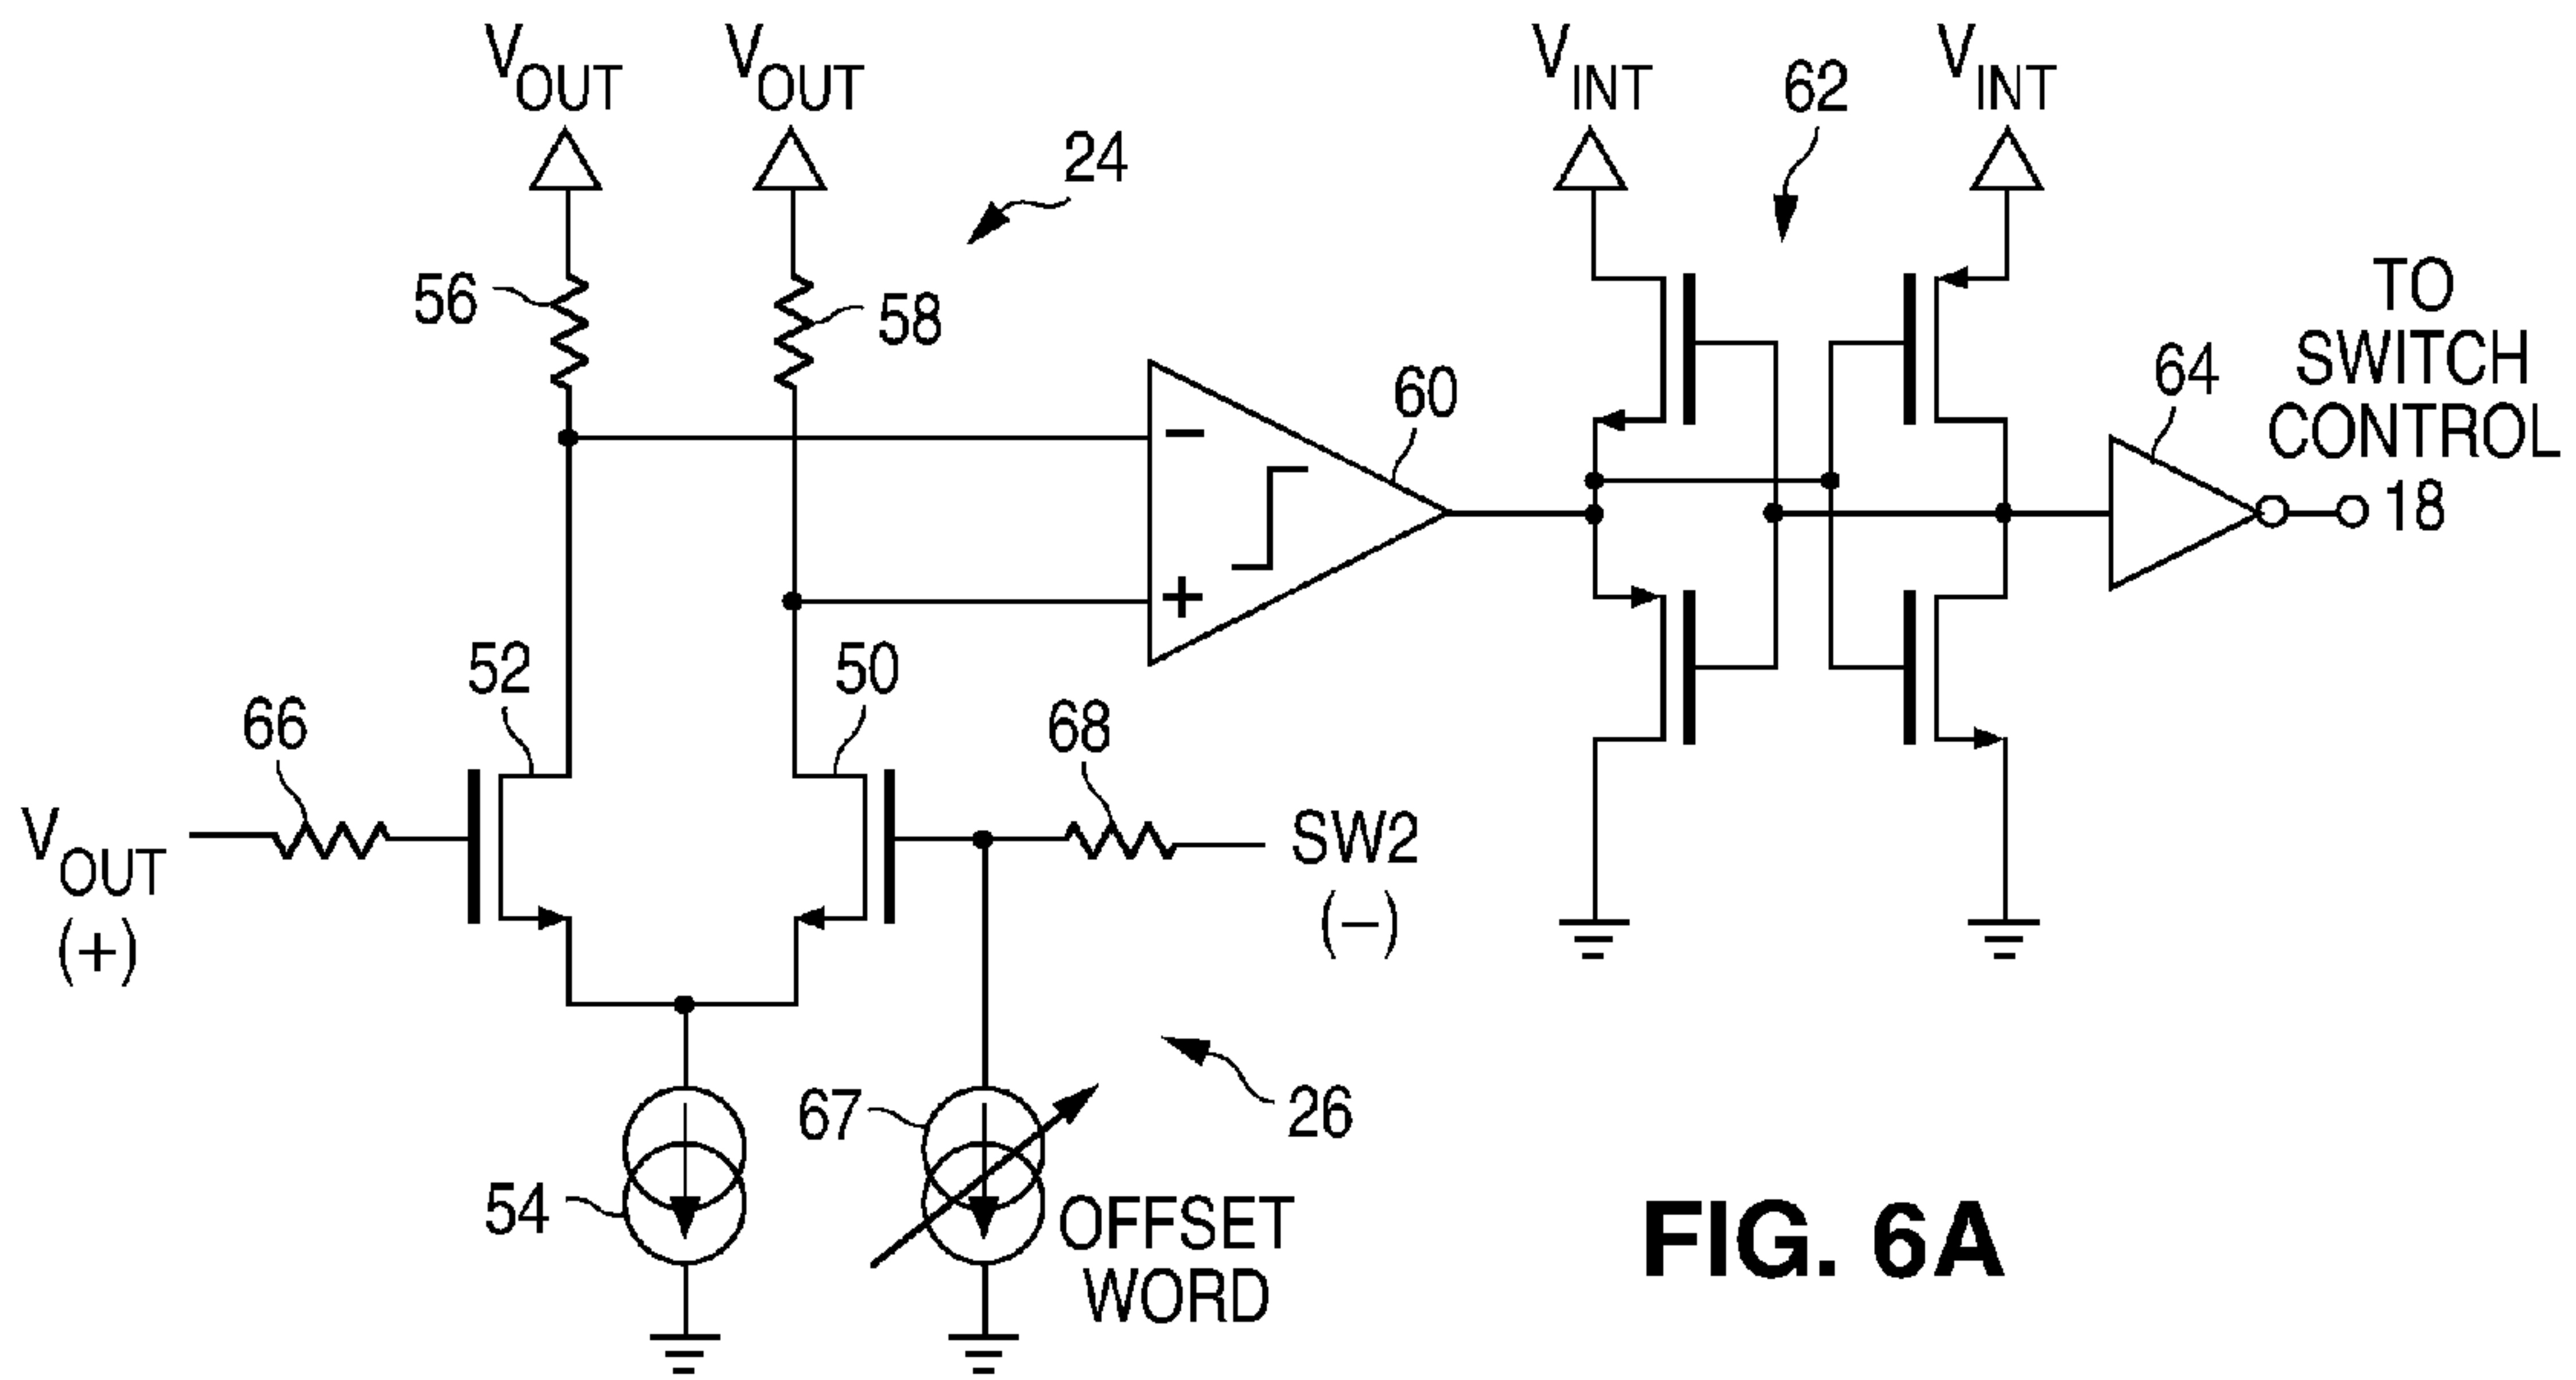 VOUT
VOUT
VINT
VINT
62
24
56
58
60
64
TO
SWITCH
CONTROL
18
−
+
52
50
66
68
VOUT
(+)
SW2
(−)
67
26
54
OFFSET
WORD
FIG. 6A